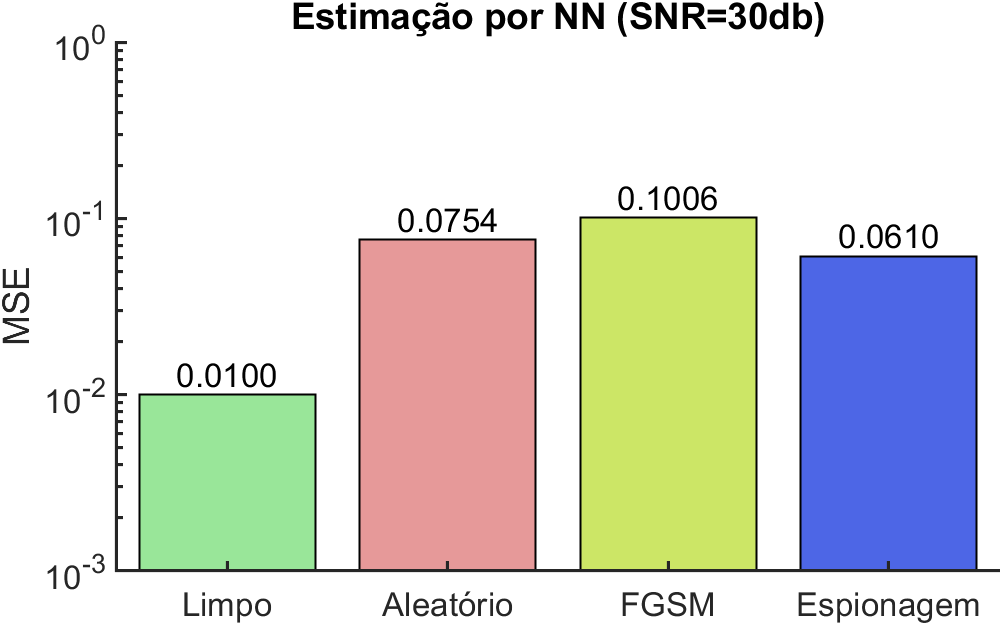 Estimação por NN (SNR=30db)
10^0
10^-1
10^-2
10^-3
MSE
0.0100
0.0754
0.1006
0.0610
Limpo
Aleatório
FGSM
Espionagem